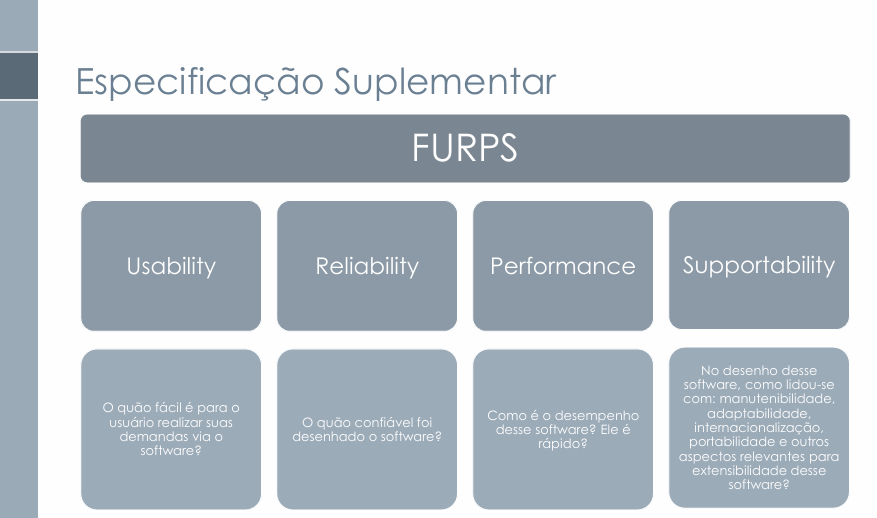 Especificação Suplementar
FURPS
Usability
Reliability
Performance
Supportability
O quão fácil é para o
usuário realizar suas
demandas via o
software?
O quão confiável foi
desenhado o software?
Como é o desempenho
desse software? Ele é
rápido?
No desenho desse
software, como lidou-se
com: manutenibilidade,
adaptabilidade,
internacionalização,
portabilidade e outros
aspectos relevantes para
extensibilidade desse
software?